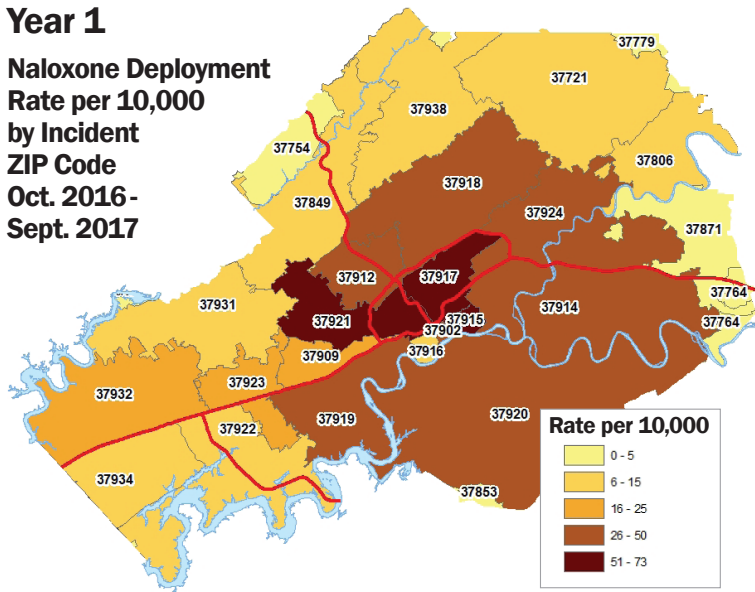 Year 1
Naloxone Deployment
Rate per 10,000
by Incident
ZIP Code
Oct. 2016-
Sept. 2017
37779
37721
37938
37754
37806
37918
37849
37924
37871
37912
37917
37764
37931
37914
37921
37915
37764
37902
37909
37916
37923
37932
37919
37920
37922
37934
37853
Rate per 10,000
0 - 5
6 - 15
16 - 25
26 - 50
51 - 73